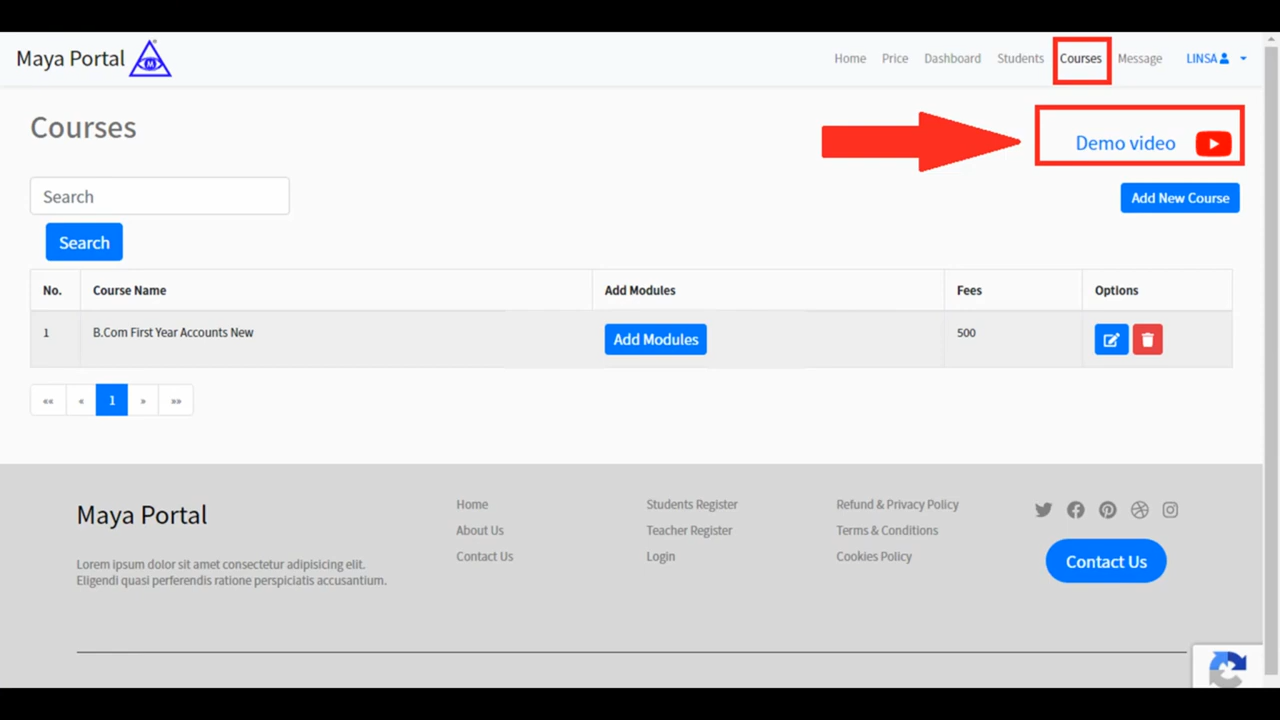 Maya Portal
Home Price Dashboard Students Courses Message LINSA
Courses
Demo video
Search
Add New Course
Search
No. Course Name Add Modules Fees Options
1 B.Com First Year Accounts New Add Modules 500
«« « 1 » »»
Maya Portal
Lorem ipsum dolor sit amet consectetur adipisicing elit.
Eligendi quasi perferendis ratione perspiciatis accusantium.
Home
About Us
Contact Us
Students Register
Teacher Register
Login
Refund & Privacy Policy
Terms & Conditions
Cookies Policy
Contact Us